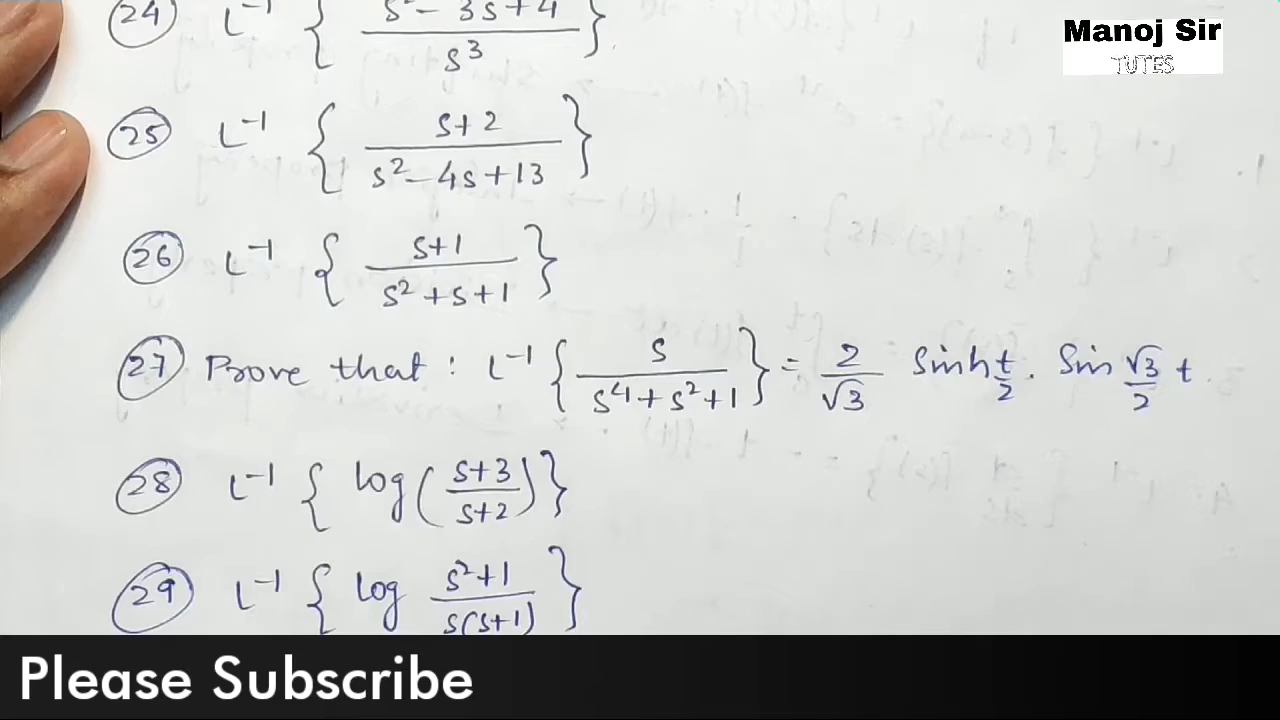 Manoj Sir
TUTES
(24) L⁻¹ { s² - 3s + 4 / s³ }
(25) L⁻¹ { s+2 / s² - 4s + 13 }
(26) L⁻¹ { s+1 / s² + s + 1 }
(27) Prove that : L⁻¹ { s / s⁴ + s² + 1 } = 2/√3 Sinh t/2 . Sin √3/2 t
(28) L⁻¹ { log ( s+3 / s+2 ) }
(29) L⁻¹ { log s²+1 / s(s+1) }
Please Subscribe